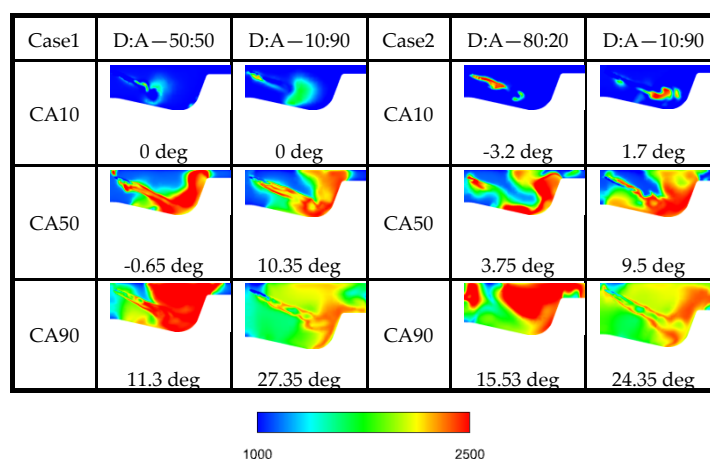 Case1 D:A—50:50 D:A—10:90 Case2 D:A—80:20 D:A—10:90
CA10 CA10
0 deg 0 deg -3.2 deg 1.7 deg
CA50 CA50
-0.65 deg 10.35 deg 3.75 deg 9.5 deg
CA90 CA90
11.3 deg 27.35 deg 15.53 deg 24.35 deg
1000 2500